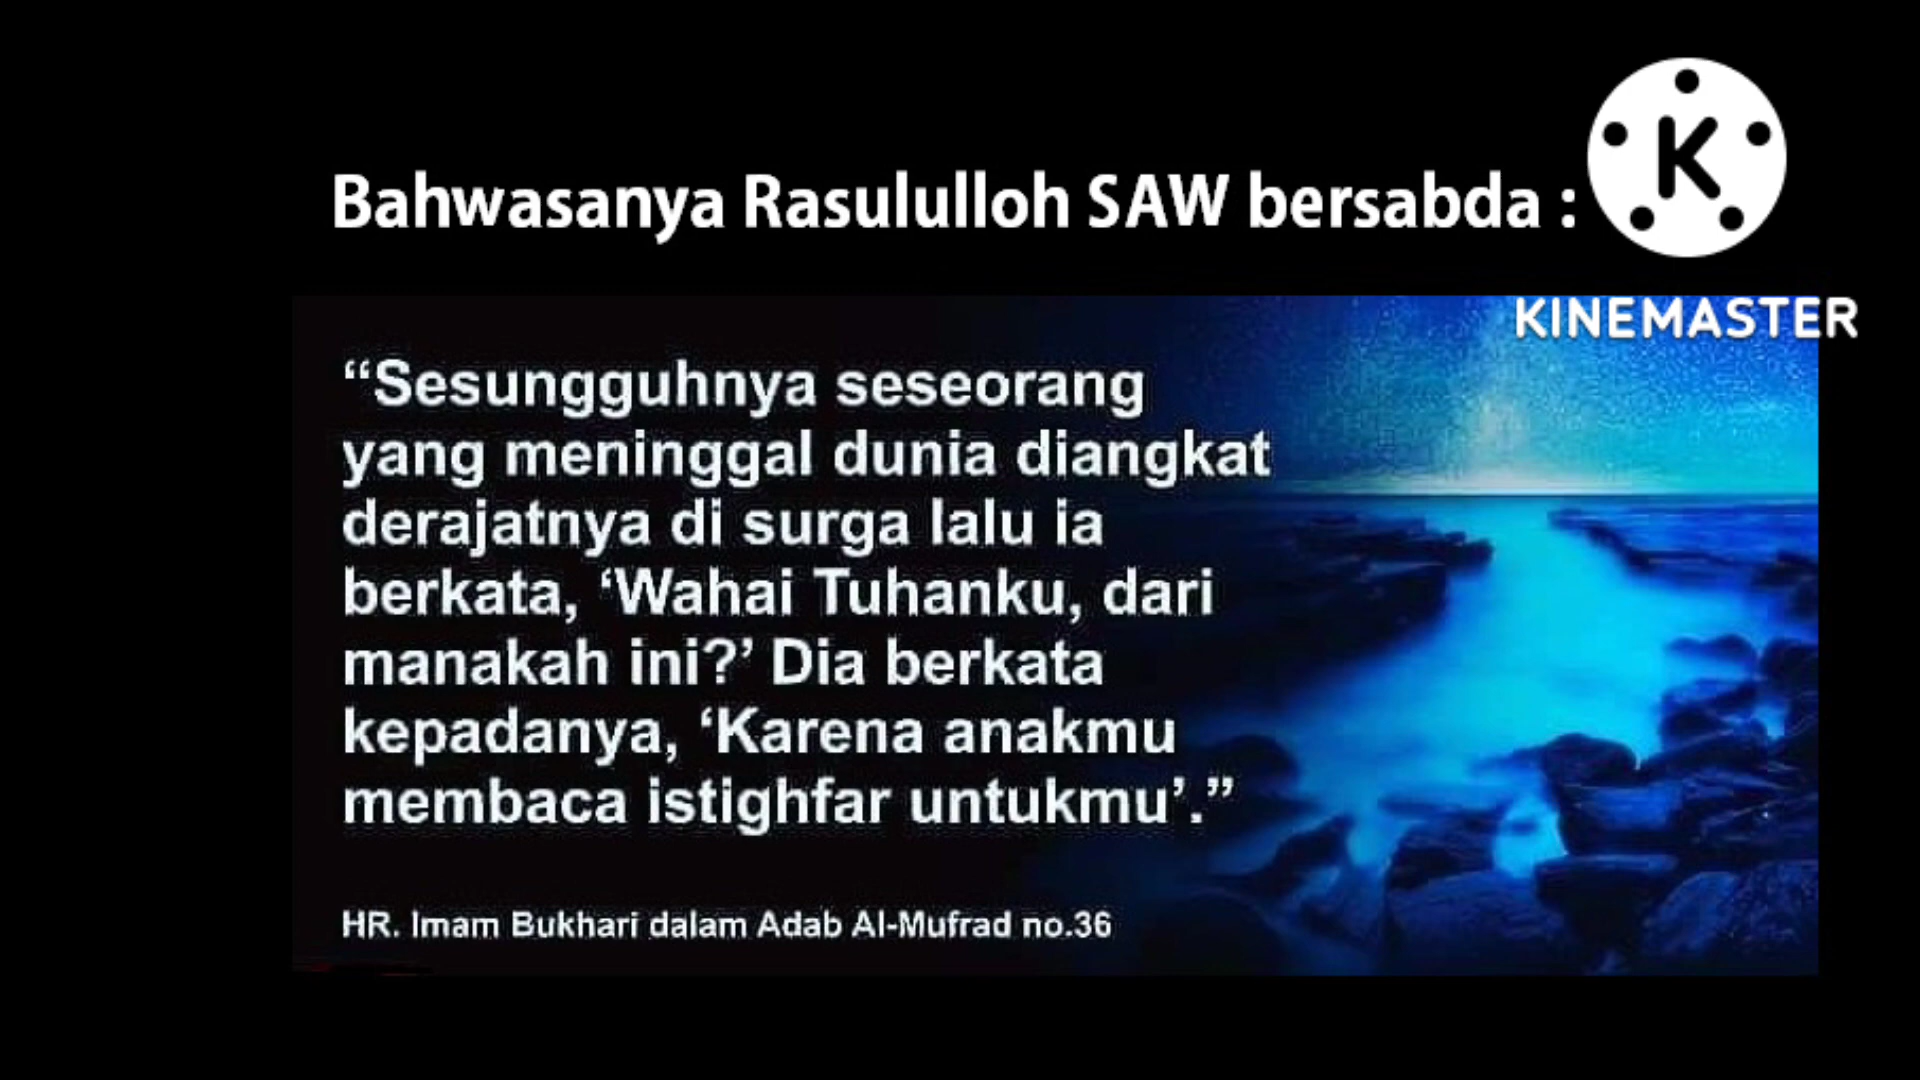 Bahwasanya Rasululloh SAW bersabda :
K
KINEMASTER
“Sesungguhnya seseorang
yang meninggal dunia diangkat
derajatnya di surga lalu ia
berkata, ‘Wahai Tuhanku, dari
manakah ini?’ Dia berkata
kepadanya, ‘Karena anakmu
membaca istighfar untukmu’.”
HR. Imam Bukhari dalam Adab Al-Mufrad no.36